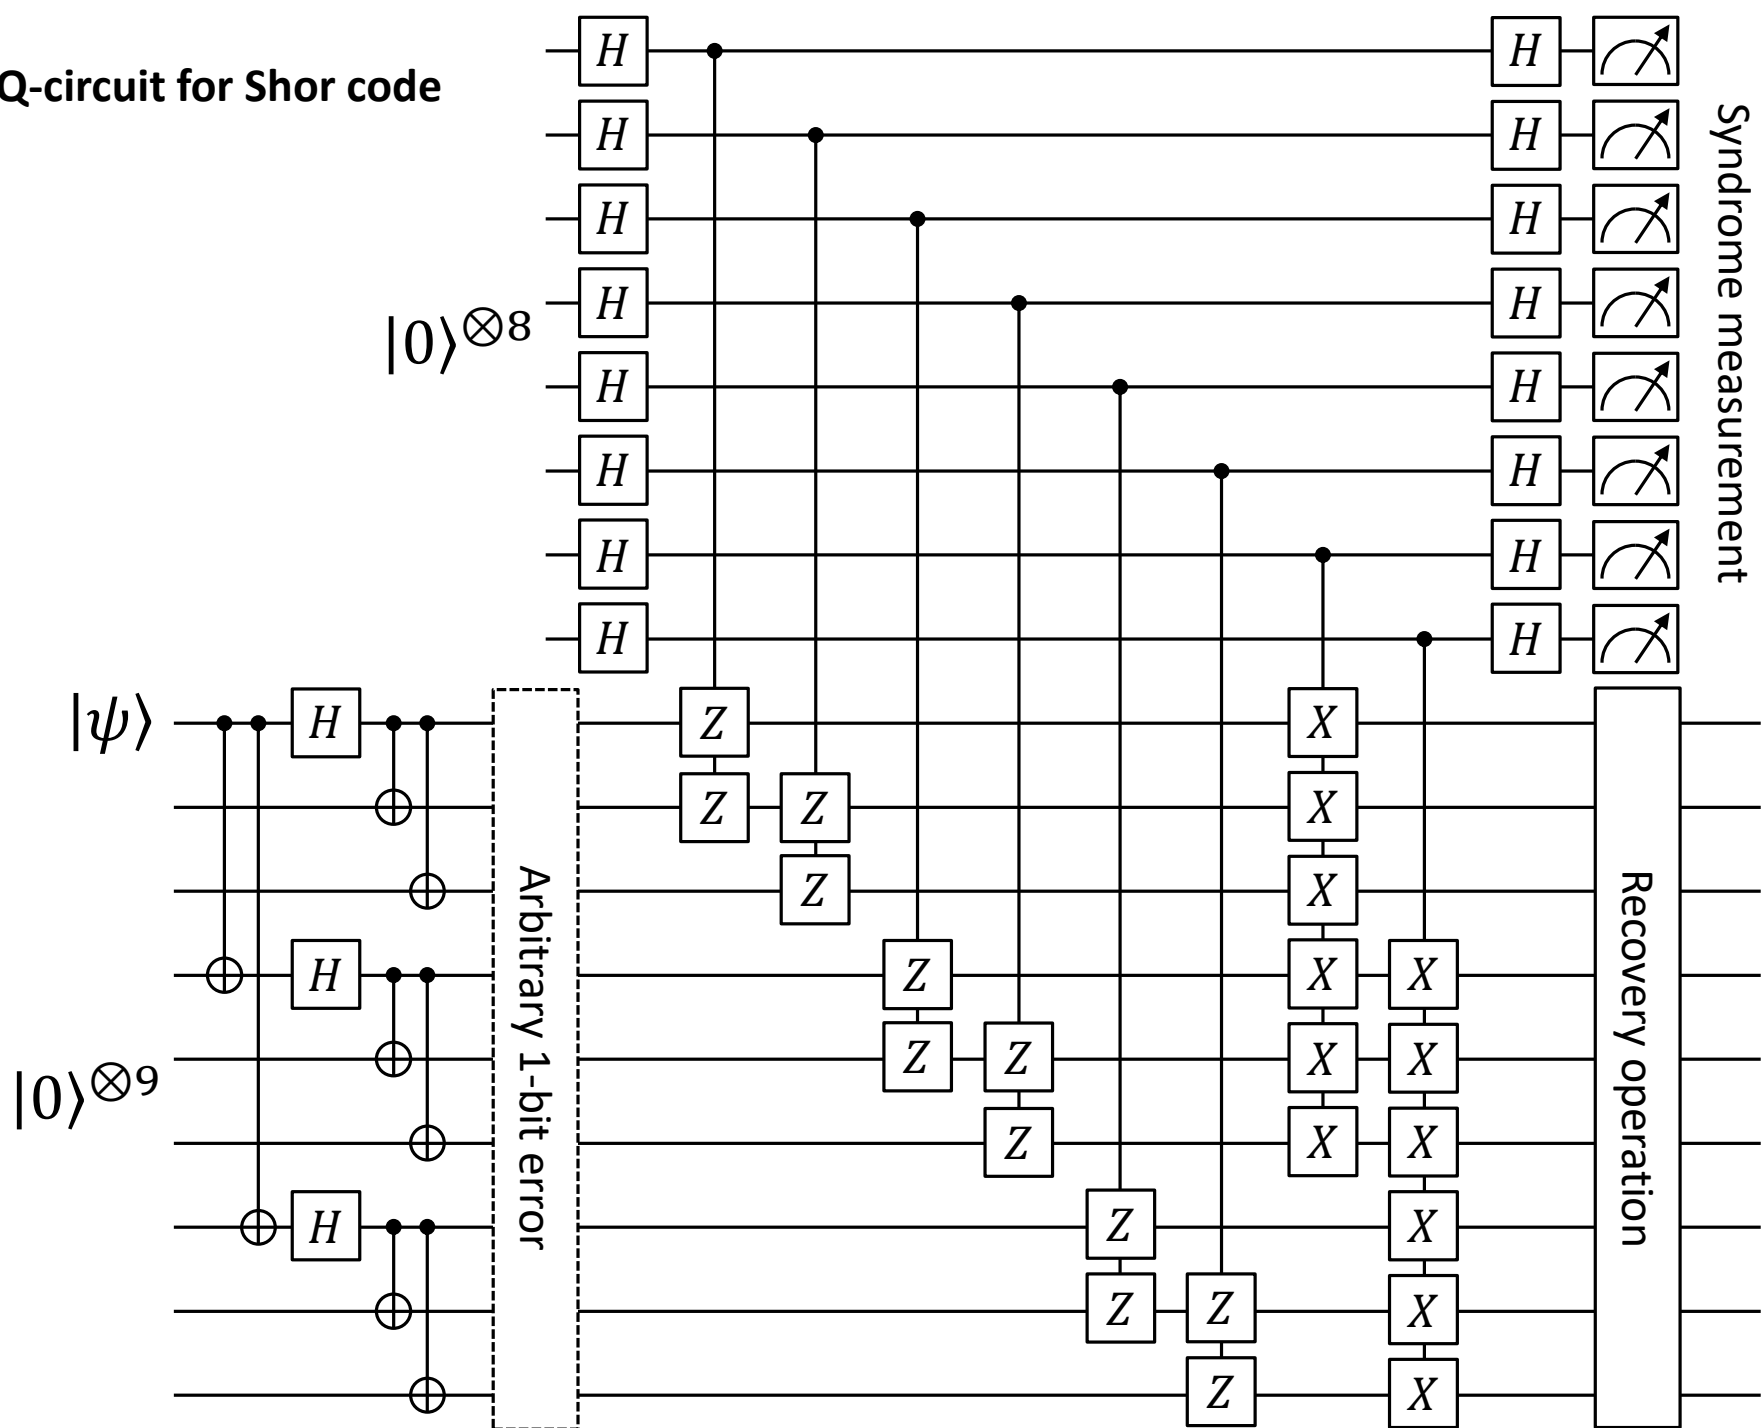 Q-circuit for Shor code
H H
H H
H H
H H
|0⟩⊗8
H H
H H
H H
H H
Syndrome measurement
|ψ⟩ H Z X
Z Z X
Z X
H Z X X
Z Z X X
|0⟩⊗9
Z X X
H Z X
Z Z X
Z X
Arbitrary 1-bit error
Recovery operation